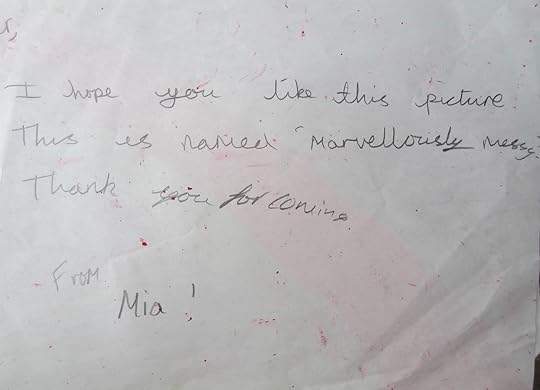 r,
I hope you like this picture
This is named 'Marvellously messy'
Thank you for coming
From
Mia!